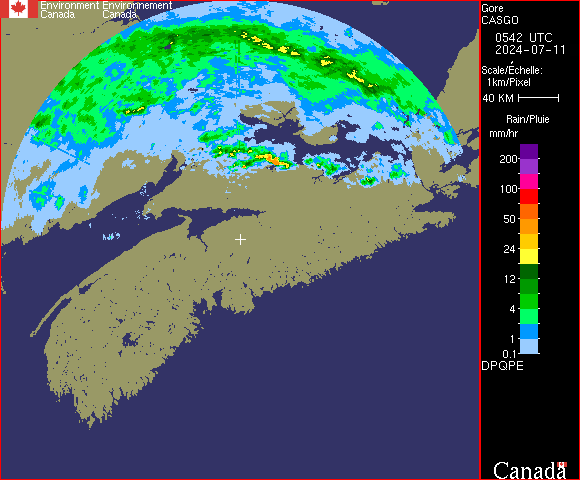 Environment Environnement
Canada Canada
Gore
CASGO
0542 UTC
2024-07-11
Scale/Échelle:
1km/Pixel
40 KM
Rain/Pluie
mm/hr
200
100
50
24
12
4
1
0.1
DPQPE
Canada